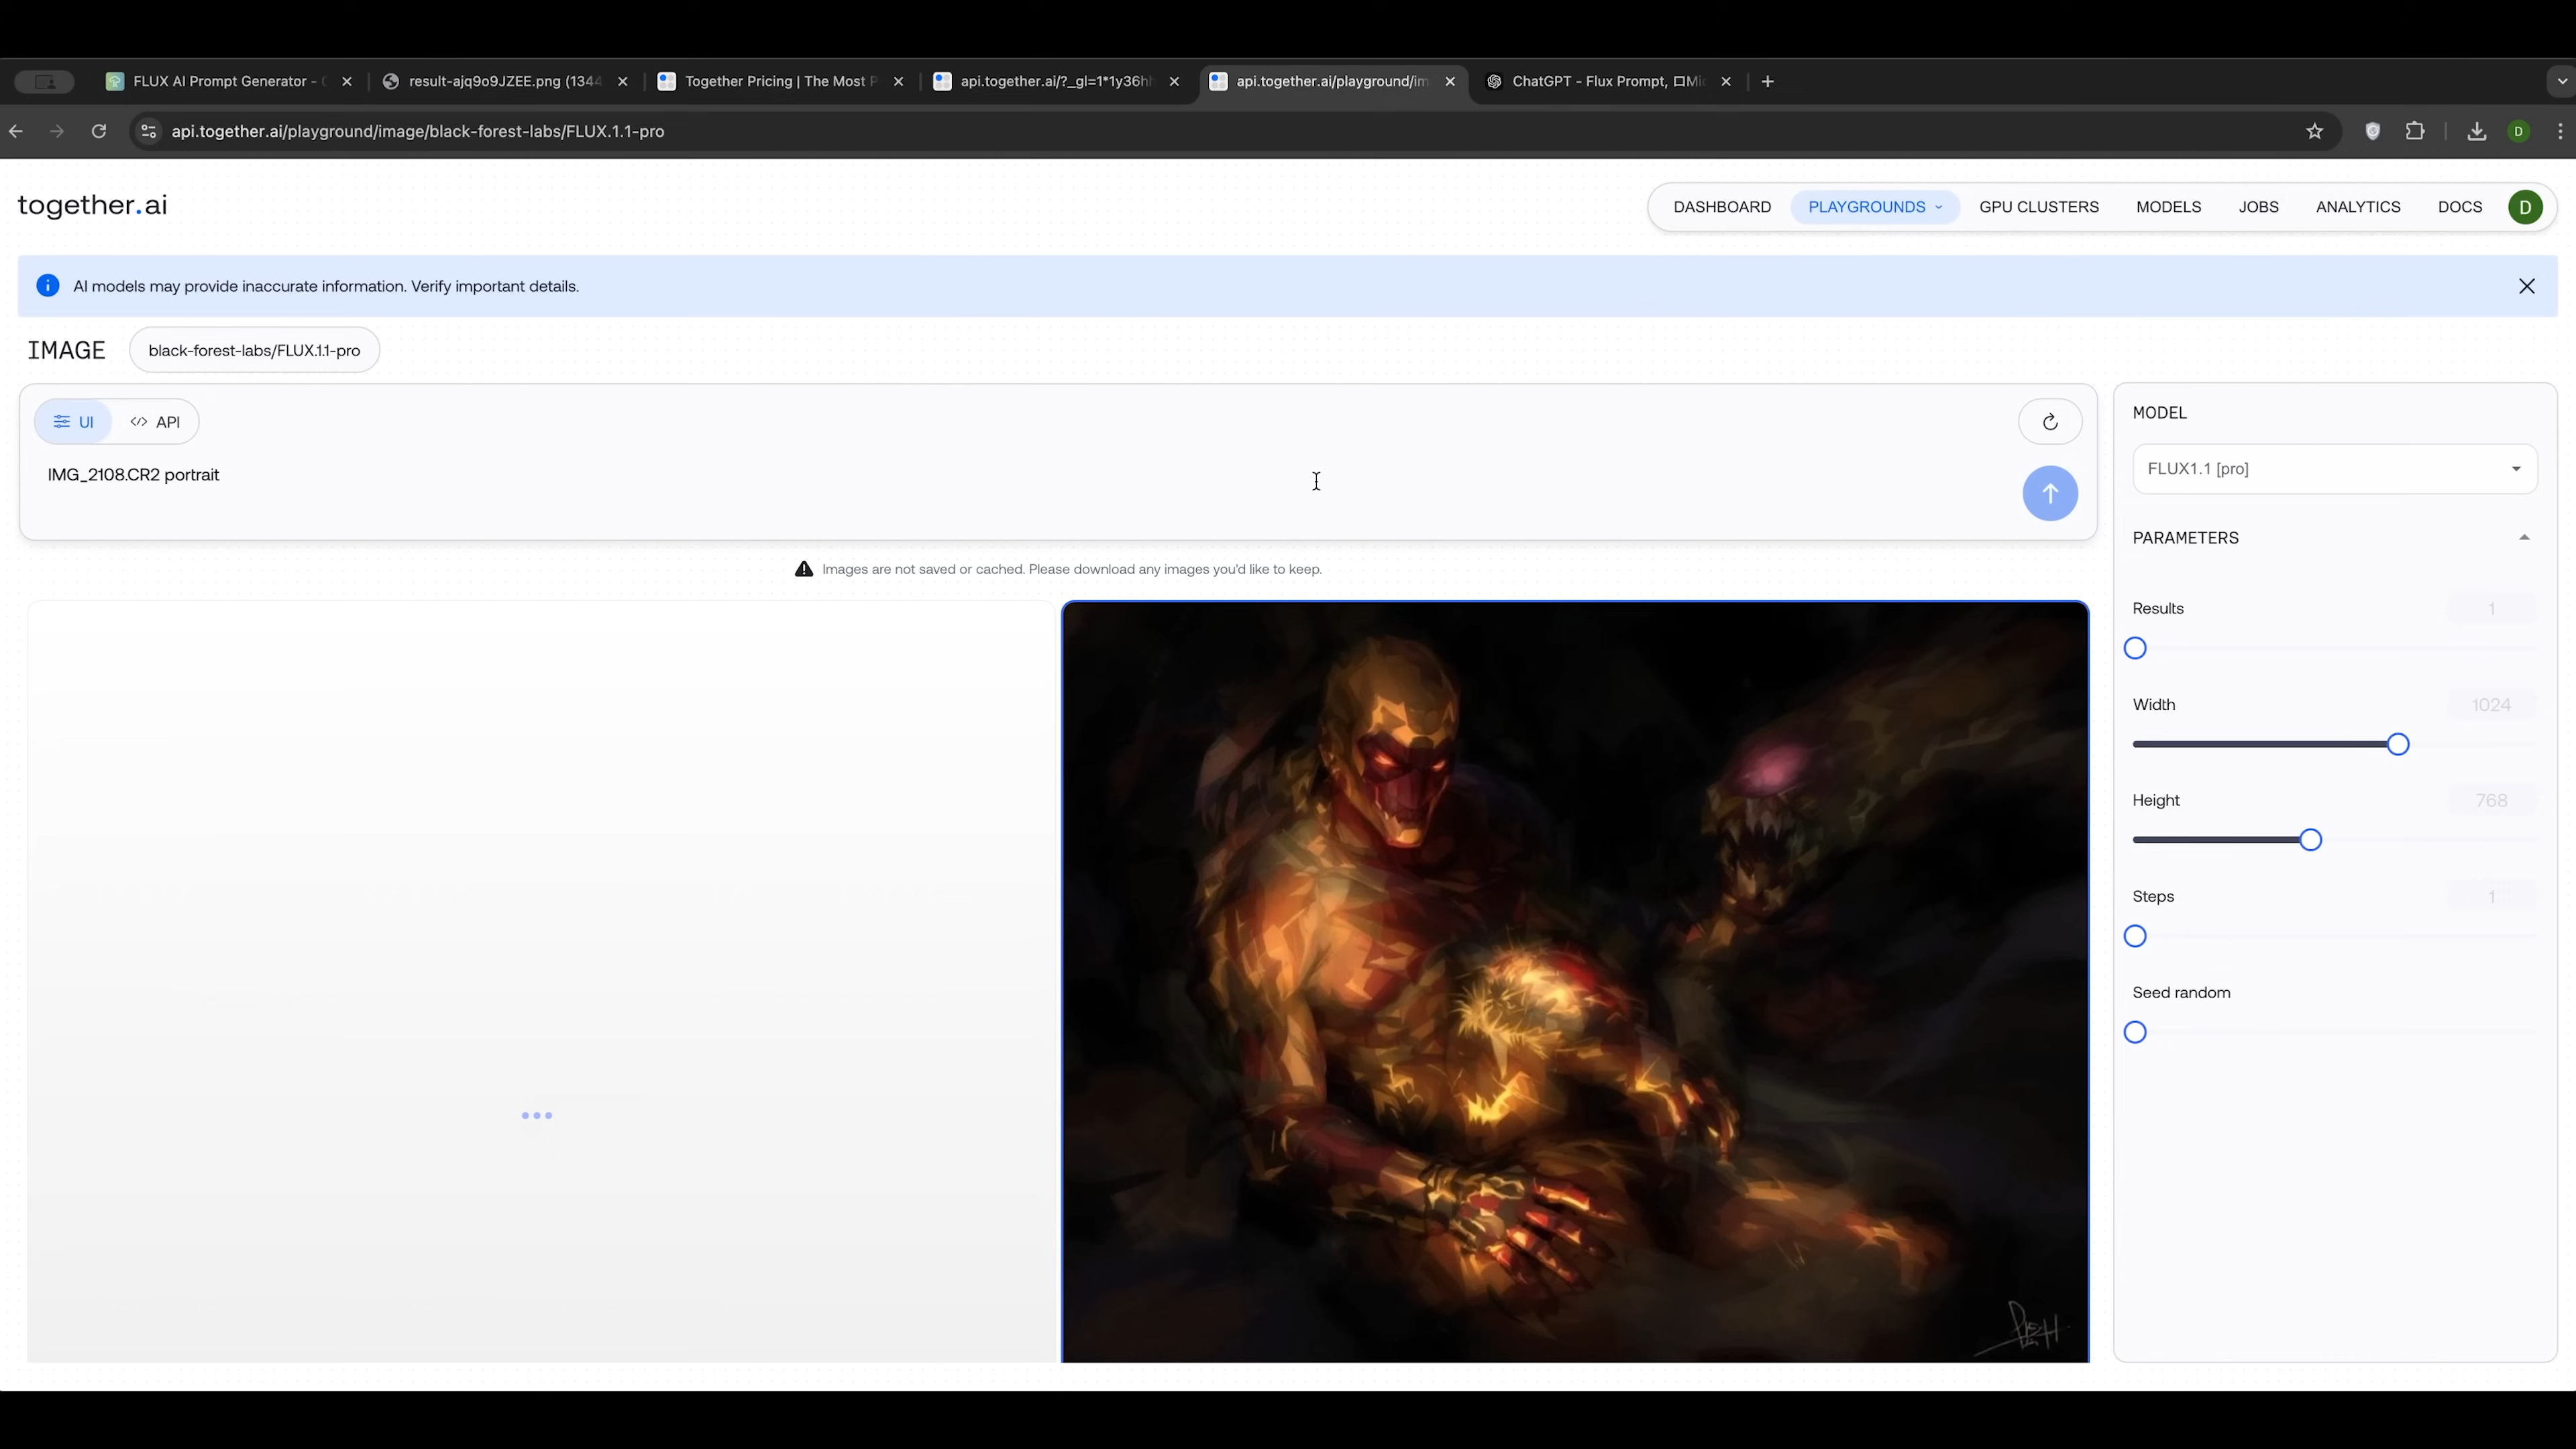 FLUX AI Prompt Generator -
result-ajq9o9JZEE.png (1344
Together Pricing | The Most P
api.together.ai/?_gl=1*1y36h
api.together.ai/playground/im
ChatGPT - Flux Prompt,
api.together.ai/playground/image/black-forest-labs/FLUX.1.1-pro
D
together.ai
DASHBOARD
PLAYGROUNDS
GPU CLUSTERS
MODELS
JOBS
ANALYTICS
DOCS
D
AI models may provide inaccurate information. Verify important details.
IMAGE
black-forest-labs/FLUX.1.1-pro
UI
API
IMG_2108.CR2 portrait
Images are not saved or cached. Please download any images you'd like to keep.
MODEL
FLUX1.1 [pro]
PARAMETERS
Results
1
Width
1024
Height
768
Steps
1
Seed random